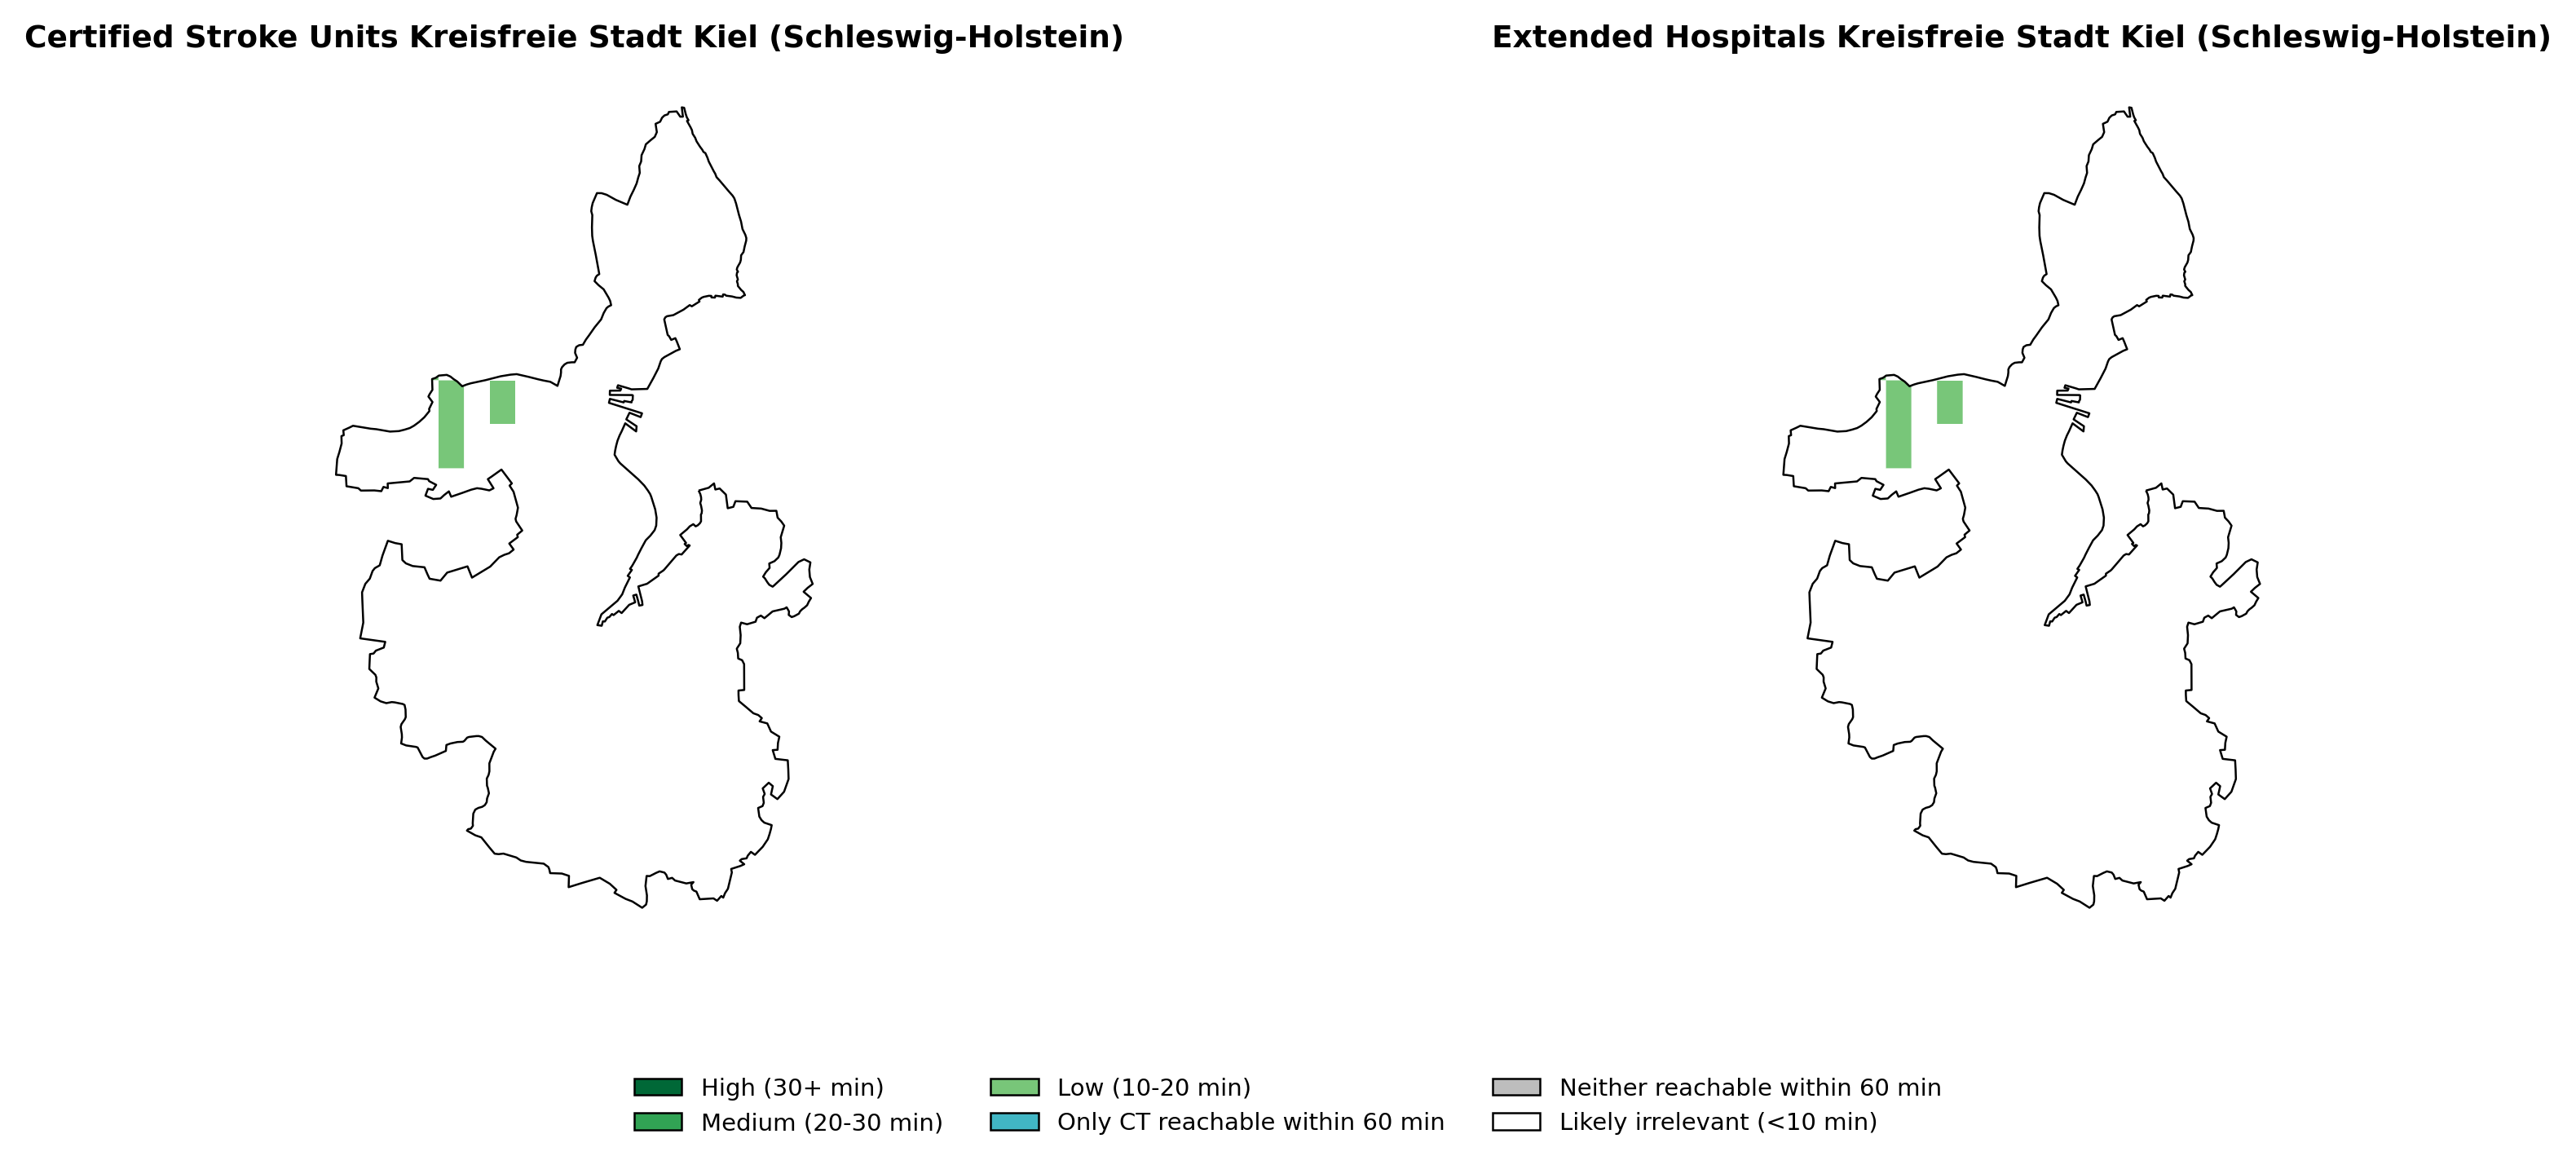 Certified Stroke Units Kreisfreie Stadt Kiel (Schleswig-Holstein)
Extended Hospitals Kreisfreie Stadt Kiel (Schleswig-Holstein)
High (30+ min)
Medium (20-30 min)
Low (10-20 min)
Only CT reachable within 60 min
Neither reachable within 60 min
Likely irrelevant (<10 min)